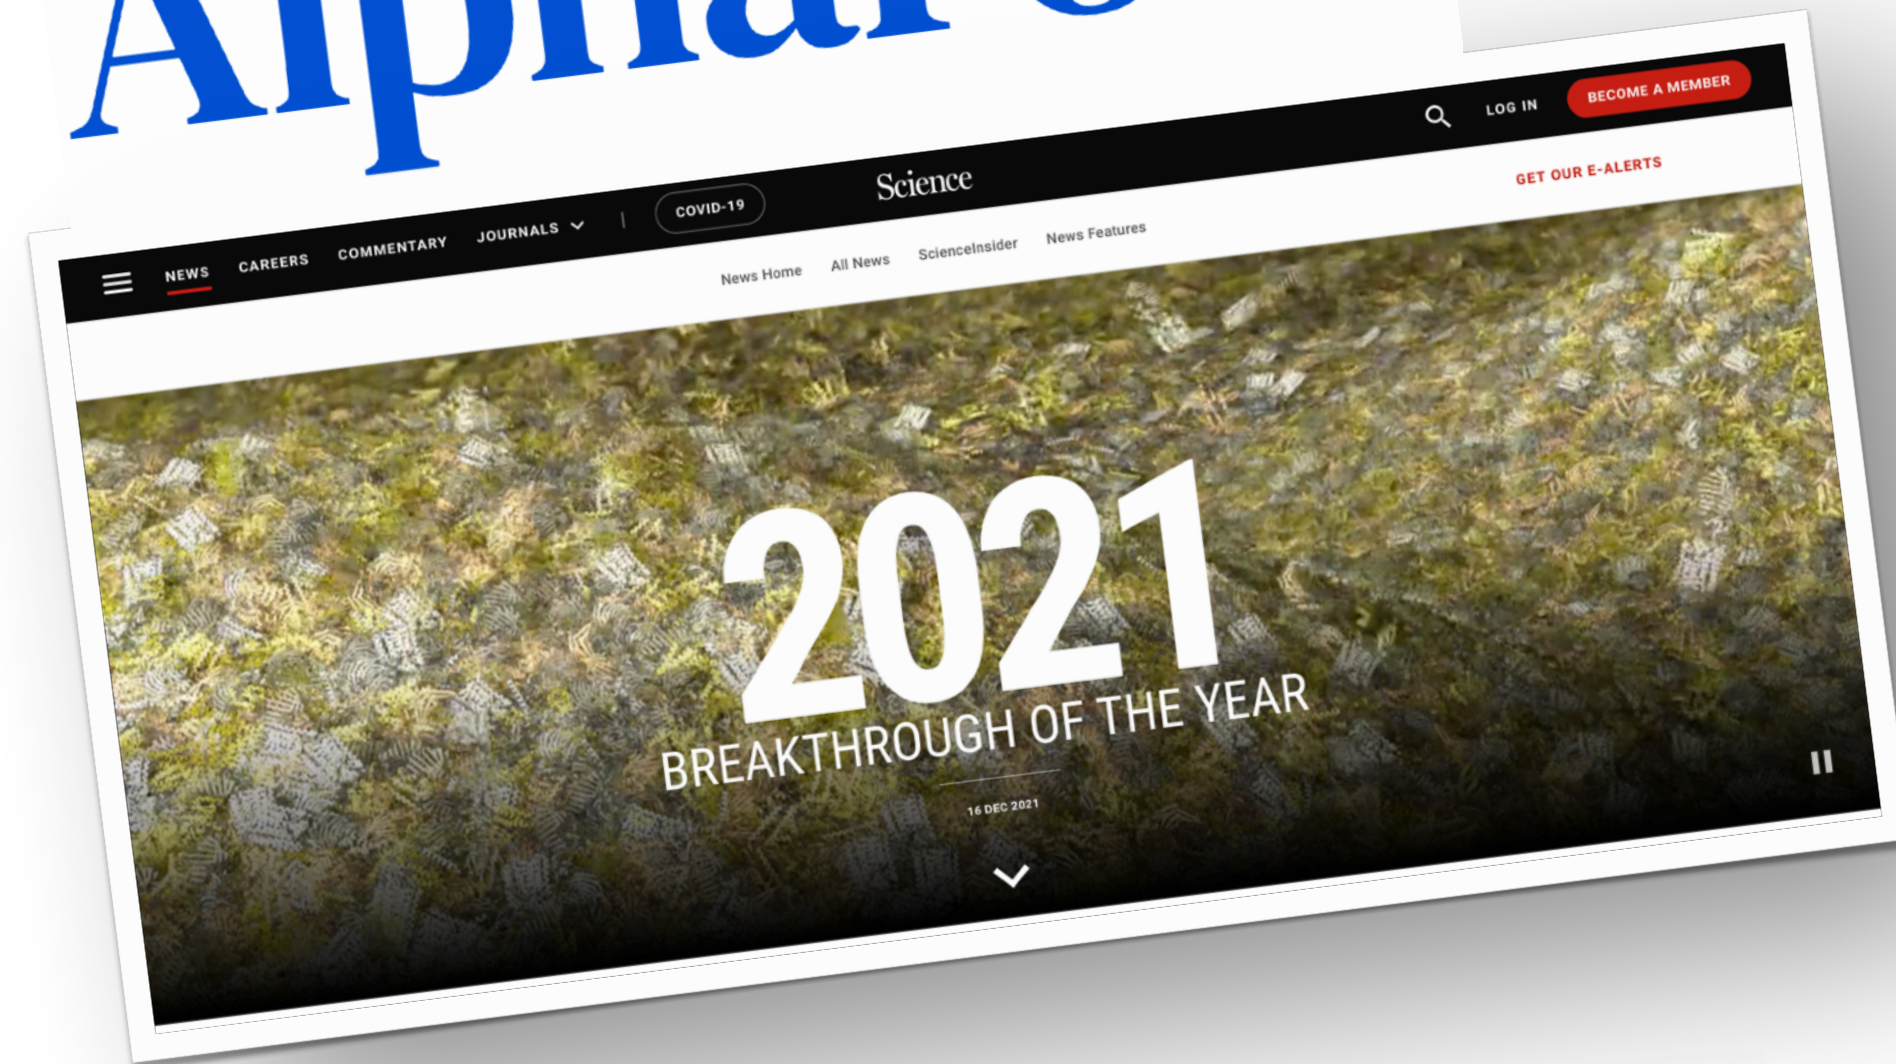 AlphaFo
NEWS CAREERS COMMENTARY JOURNALS | COVID-19 Science LOG IN BECOME A MEMBER
News Home All News ScienceInsider News Features GET OUR E-ALERTS
2021
BREAKTHROUGH OF THE YEAR
16 DEC 2021